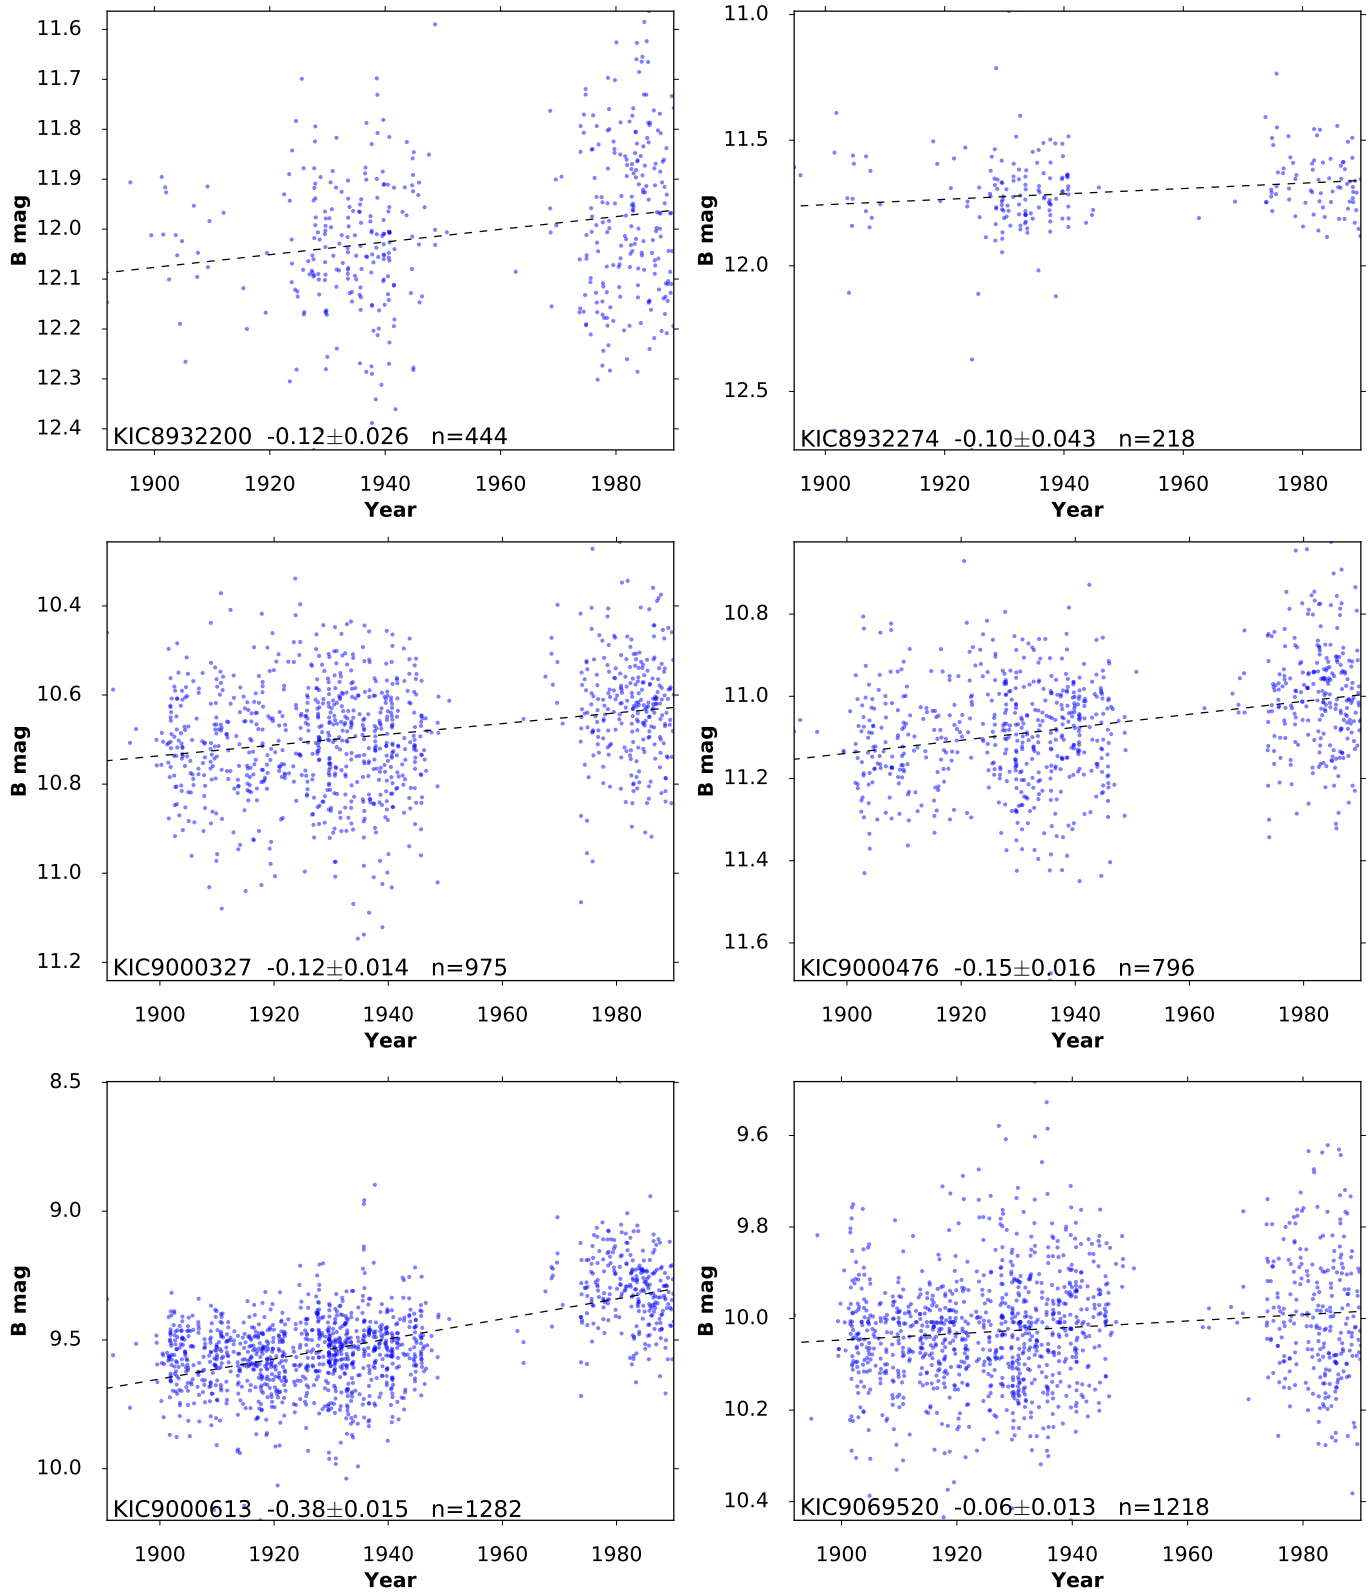 11.6
11.7
11.8
11.9
12.0
12.1
12.2
12.3
12.4
B mag
KIC8932200 -0.12±0.026 n=444
1900 1920 1940 1960 1980
Year
11.0
11.5
12.0
12.5
B mag
KIC8932274 -0.10±0.043 n=218
1900 1920 1940 1960 1980
Year
10.4
10.6
10.8
11.0
11.2
B mag
KIC9000327 -0.12±0.014 n=975
1900 1920 1940 1960 1980
Year
10.8
11.0
11.2
11.4
11.6
B mag
KIC9000476 -0.15±0.016 n=796
1900 1920 1940 1960 1980
Year
8.5
9.0
9.5
10.0
B mag
KIC9000613 -0.38±0.015 n=1282
1900 1920 1940 1960 1980
Year
9.6
9.8
10.0
10.2
10.4
B mag
KIC9069520 -0.06±0.013 n=1218
1900 1920 1940 1960 1980
Year